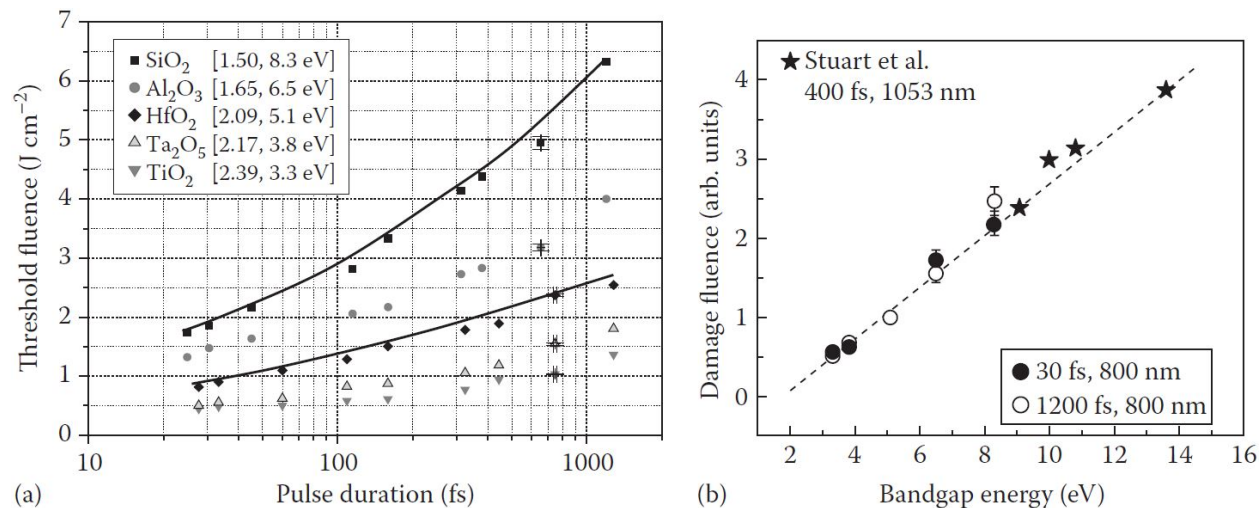 7
6
5
4
3
2
1
0
Threshold fluence (J cm⁻²)
SiO₂ [1.50, 8.3 eV]
Al₂O₃ [1.65, 6.5 eV]
HfO₂ [2.09, 5.1 eV]
Ta₂O₅ [2.17, 3.8 eV]
TiO₂ [2.39, 3.3 eV]
10 100 1000
(a) Pulse duration (fs)
4
3
2
1
0
Damage fluence (arb. units)
Stuart et al.
400 fs, 1053 nm
30 fs, 800 nm
1200 fs, 800 nm
2 4 6 8 10 12 14 16
(b) Bandgap energy (eV)